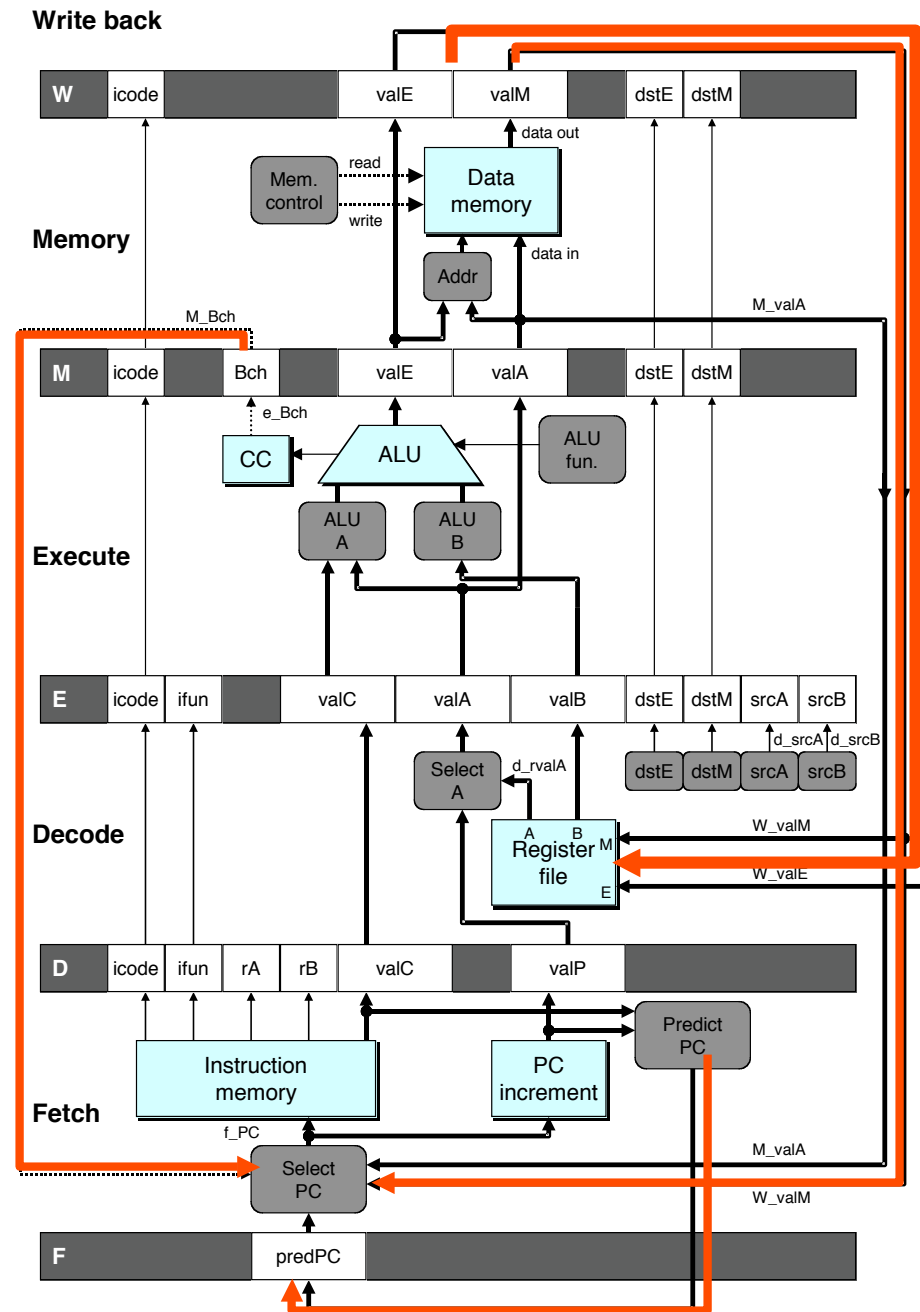 Write back
W icode valE valM dstE dstM
data out
read
Mem.
control
Data
memory
write
Memory
data in
Addr
M_Bch
M_valA
M icode Bch valE valA dstE dstM
e_Bch
CC
ALU
ALU
fun.
ALU
A
ALU
B
Execute
E icode ifun valC valA valB dstE dstM srcA srcB
d_srcA d_srcB
Select
A
d_rvalA
dstE dstM srcA srcB
Decode
A B
W_valM
Register
file
M
W_valE
E
D icode ifun rA rB valC valP
Predict
PC
Instruction
memory
PC
increment
Fetch
f_PC
M_valA
Select
PC
W_valM
F predPC